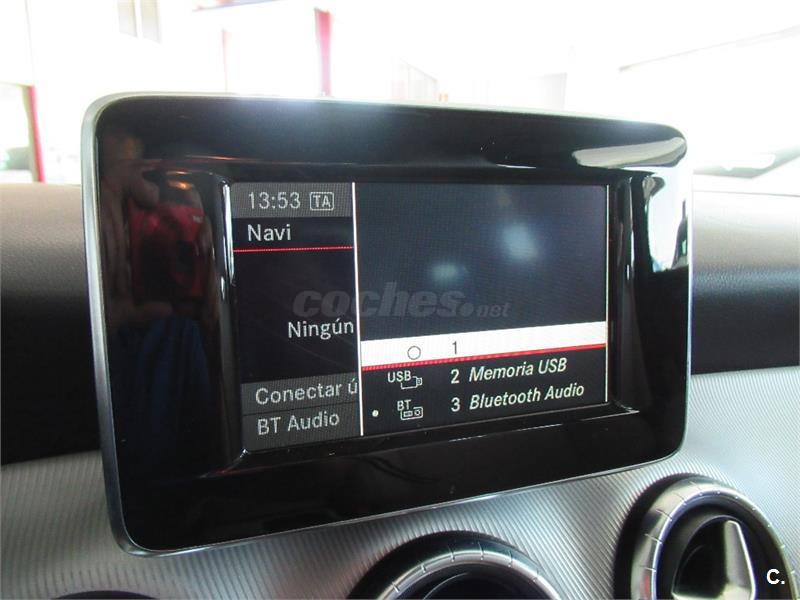 13:53 TA
Navi
coches.net
Ningún
1
USB 2 Memoria USB
Conectar ú
BT 3 Bluetooth Audio
BT Audio
C.